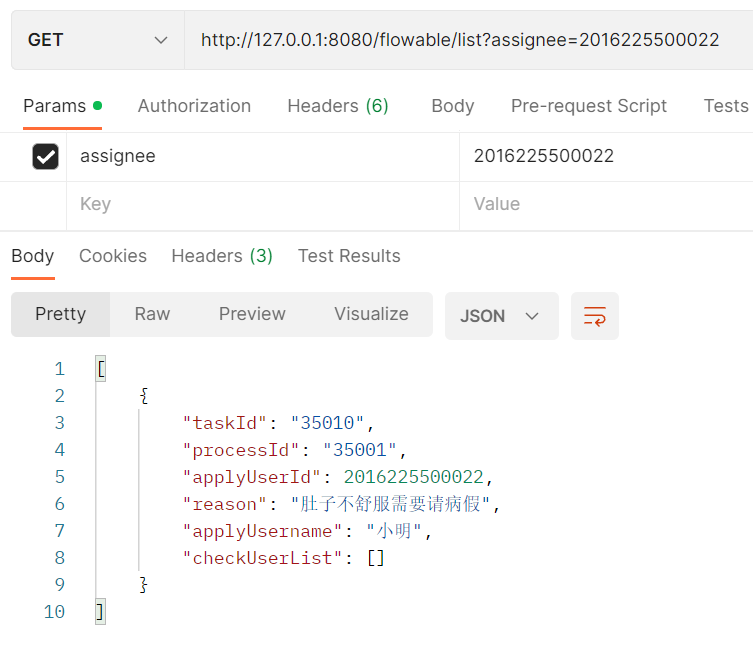 GET http://127.0.0.1:8080/flowable/list?assignee=2016225500022
Params Authorization Headers (6) Body Pre-request Script Tests
assignee 2016225500022
Key Value
Body Cookies Headers (3) Test Results
Pretty Raw Preview Visualize JSON
1 [
2 {
3 "taskId": "35010",
4 "processId": "35001",
5 "applyUserId": 2016225500022,
6 "reason": "肚子不舒服需要请病假",
7 "applyUsername": "小明",
8 "checkUserList": []
9 }
10 ]